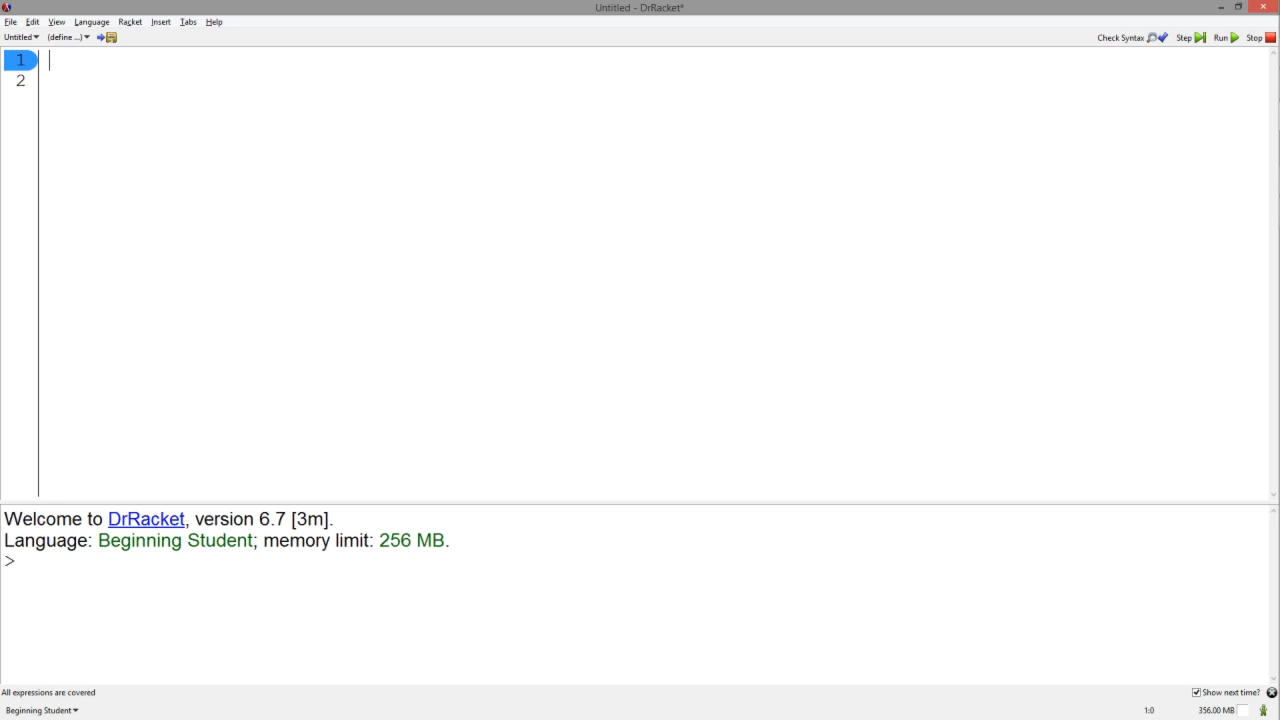 Untitled - DrRacket*
File Edit View Language Racket Insert Tabs Help
Untitled (define ...) Check Syntax Step Run Stop
1
2
Welcome to DrRacket, version 6.7 [3m].
Language: Beginning Student; memory limit: 256 MB.
>
All expressions are covered Show next time?
Beginning Student 1:0 356.00 MB